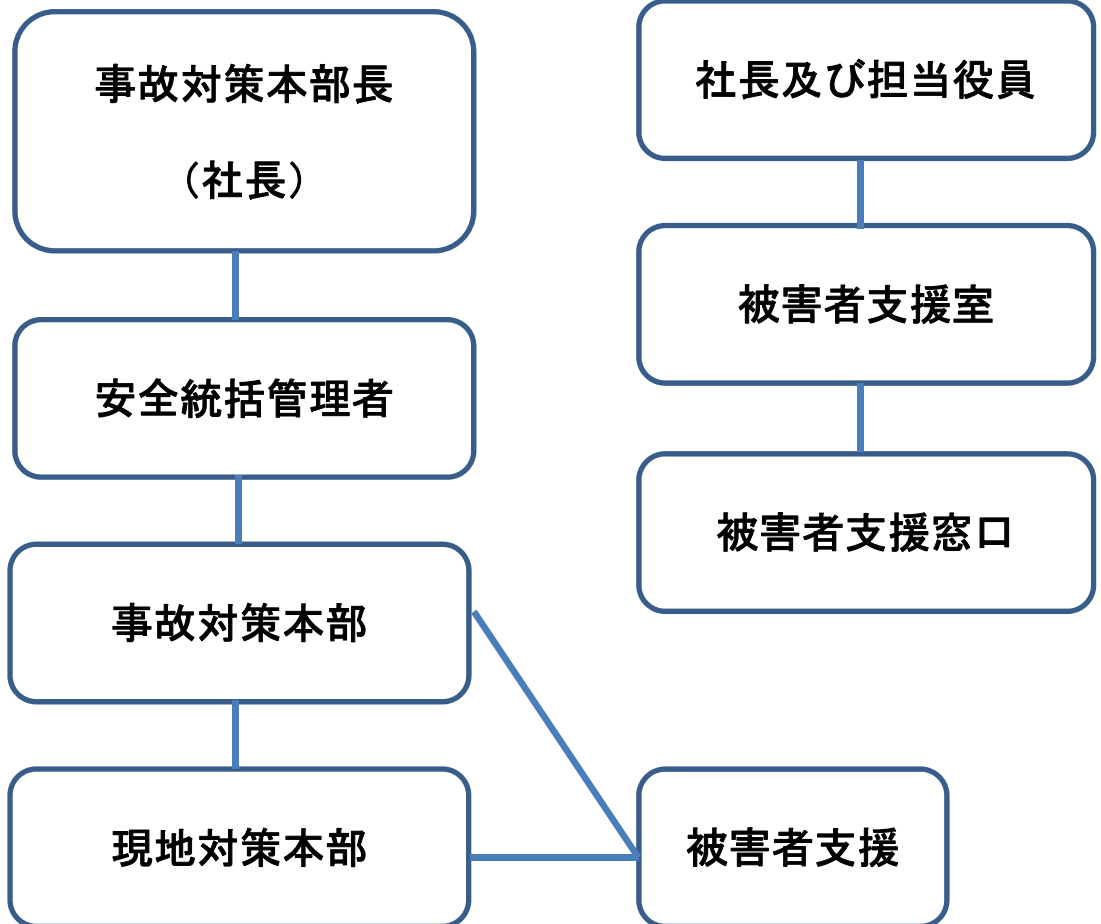 事故対策本部長
（社長）
安全統括管理者
事故対策本部
現地対策本部
社長及び担当役員
被害者支援室
被害者支援窓口
被害者支援